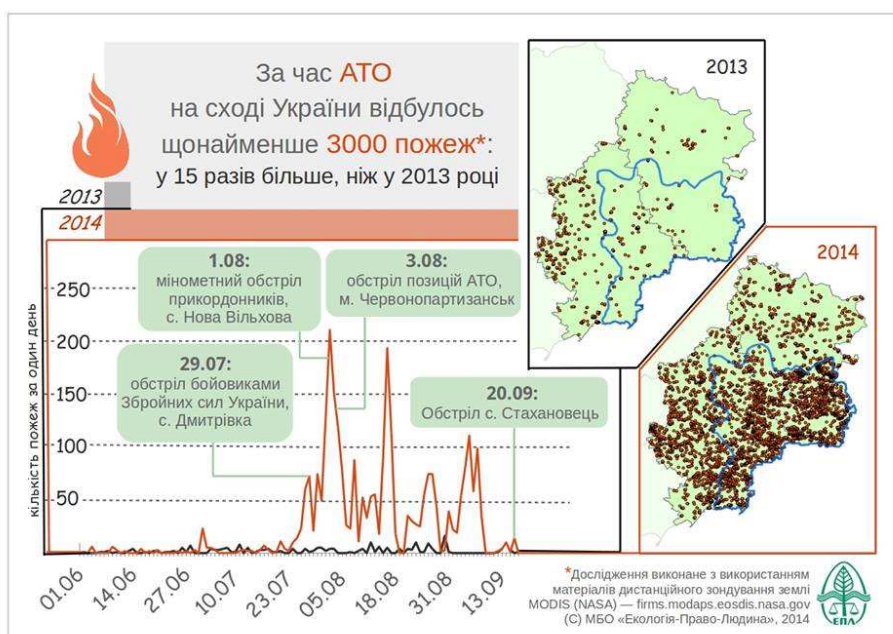 За час АТО
на сході України відбулось
щонайменше 3000 пожеж*:
у 15 разів більше, ніж у 2013 році
2013
2014
2013
2014
1.08:
мінометний обстріл
прикордонників,
с. Нова Вільхова
3.08:
обстріл позицій АТО,
м. Червонопартизанськ
29.07:
обстріл бойовиками
Збройних сил України,
с. Дмитрівка
20.09:
Обстріл с. Стахановець
кількість пожеж за один день
250
200
150
100
50
01.06
14.06
27.06
10.07
23.07
05.08
18.08
31.08
13.09
*Дослідження виконане з використанням
матеріалів дистанційного зондування землі
MODIS (NASA) — firms.modaps.eosdis.nasa.gov
(С) МБО «Екологія-Право-Людина», 2014
ЕПЛ